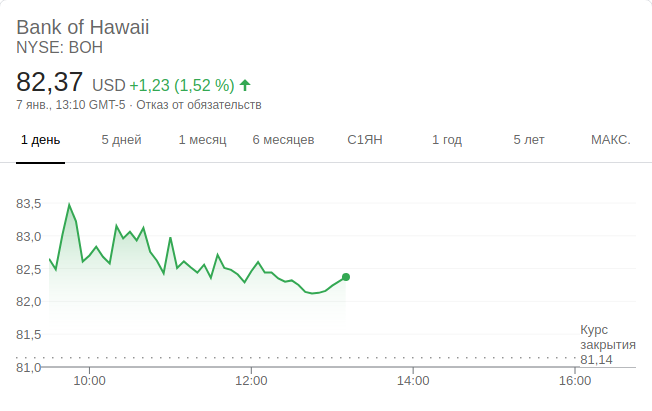 Bank of Hawaii
NYSE: BOH
82,37 USD +1,23 (1,52 %)
7 янв., 13:10 GMT-5 · Отказ от обязательств
1 день 5 дней 1 месяц 6 месяцев С1ЯН 1 год 5 лет МАКС.
83,5
83,0
82,5
82,0
81,5
81,0
Курс
закрытия
81,14
10:00 12:00 14:00 16:00